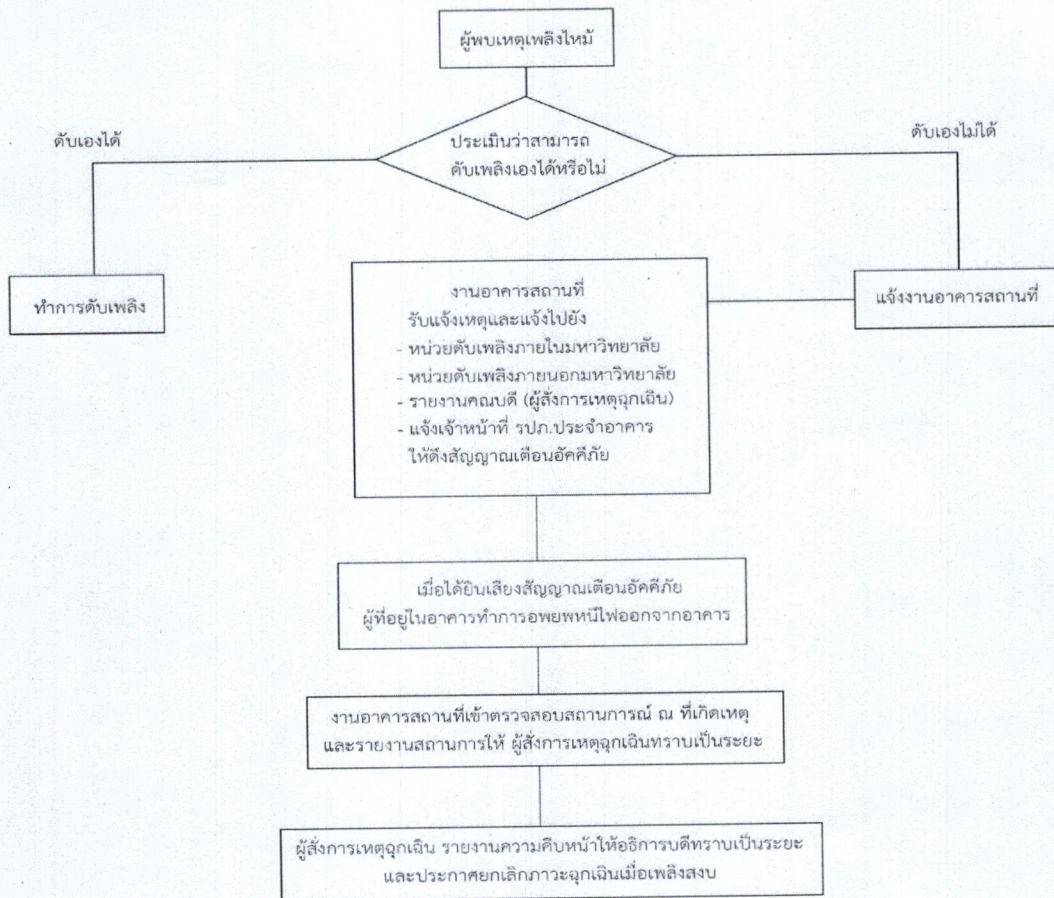 ผู้พบเหตุเพลิงไหม้
ประเมินว่าสามารถ
ดับเพลิงเองได้หรือไม่
ดับเองได้
ดับเองไม่ได้
ทำการดับเพลิง
แจ้งงานอาคารสถานที่
งานอาคารสถานที่
รับแจ้งเหตุและแจ้งไปยัง
- หน่วยดับเพลิงภายในมหาวิทยาลัย
- หน่วยดับเพลิงภายนอกมหาวิทยาลัย
- รายงานคณบดี (ผู้สั่งการเหตุฉุกเฉิน)
- แจ้งเจ้าหน้าที่ รปภ.ประจำอาคาร
ให้ดึงสัญญาณเตือนอัคคีภัย
เมื่อได้ยินเสียงสัญญาณเตือนอัคคีภัย
ผู้ที่อยู่ในอาคารทำการอพยพหนีไฟออกจากอาคาร
งานอาคารสถานที่เข้าตรวจสอบสถานการณ์ ณ ที่เกิดเหตุ
และรายงานสถานการให้ ผู้สั่งการเหตุฉุกเฉินทราบเป็นระยะ
ผู้สั่งการเหตุฉุกเฉิน รายงานความคืบหน้าให้อธิการบดีทราบเป็นระยะ
และประกาศยกเลิกภาวะฉุกเฉินเมื่อเพลิงสงบ